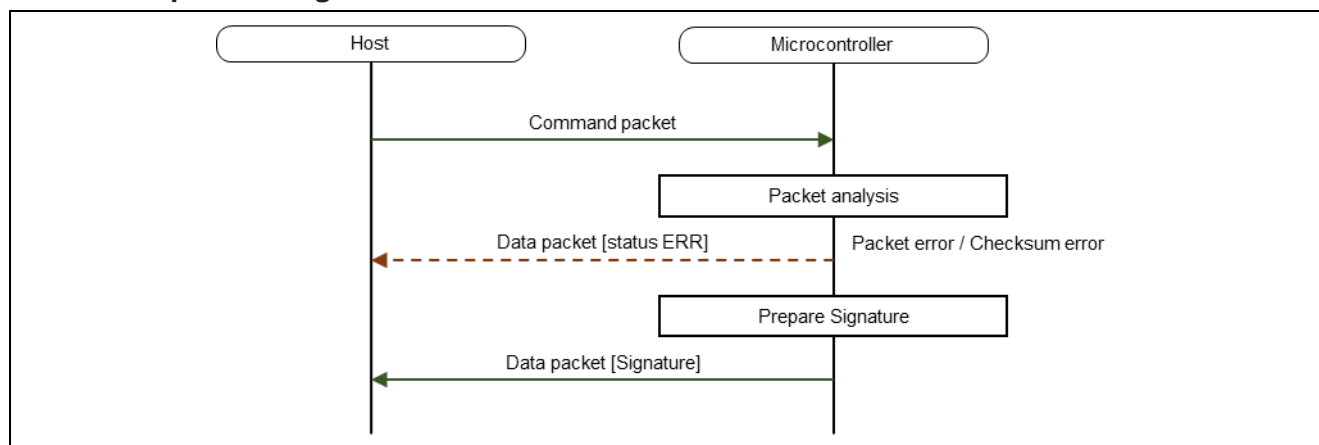 Host
Microcontroller
Command packet
Packet analysis
Data packet [status ERR]
Packet error / Checksum error
Prepare Signature
Data packet [Signature]